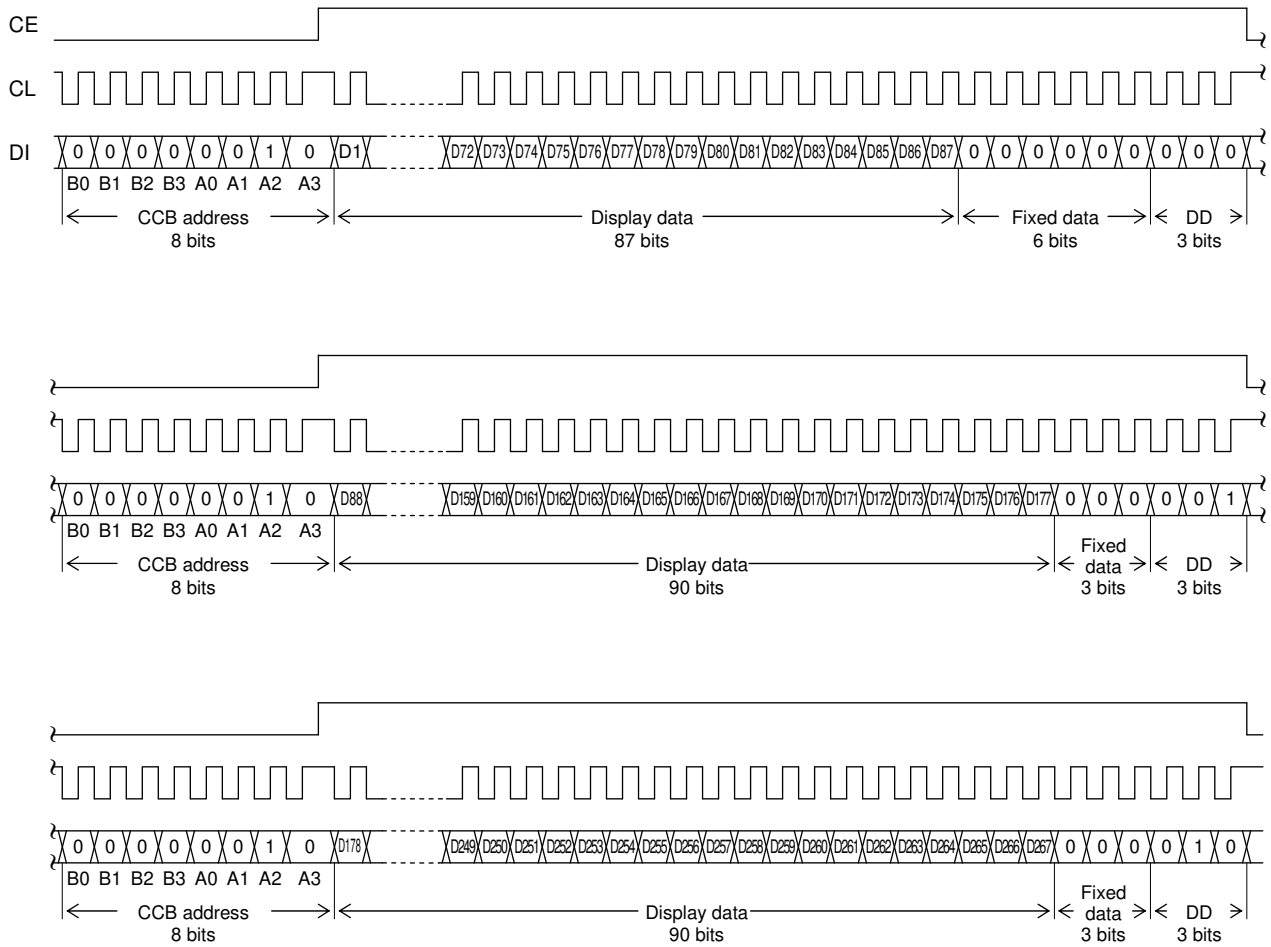 CE
CL
DI 0 0 0 0 0 0 1 0 D1 D72 D73 D74 D75 D76 D77 D78 D79 D80 D81 D82 D83 D84 D85 D86 D87 0 0 0 0 0 0 0 0 0
B0 B1 B2 B3 A0 A1 A2 A3
CCB address Display data Fixed data DD
8 bits 87 bits 6 bits 3 bits
0 0 0 0 0 0 1 0 D88 D159 D160 D161 D162 D163 D164 D165 D166 D167 D168 D169 D170 D171 D172 D173 D174 D175 D176 D177 0 0 0 0 0 1
B0 B1 B2 B3 A0 A1 A2 A3
Fixed
CCB address Display data data DD
8 bits 90 bits 3 bits 3 bits
0 0 0 0 0 0 1 0 D178 D249 D250 D251 D252 D253 D254 D255 D256 D257 D258 D259 D260 D261 D262 D263 D264 D265 D266 D267 0 0 0 0 1 0
B0 B1 B2 B3 A0 A1 A2 A3
Fixed
CCB address Display data data DD
8 bits 90 bits 3 bits 3 bits